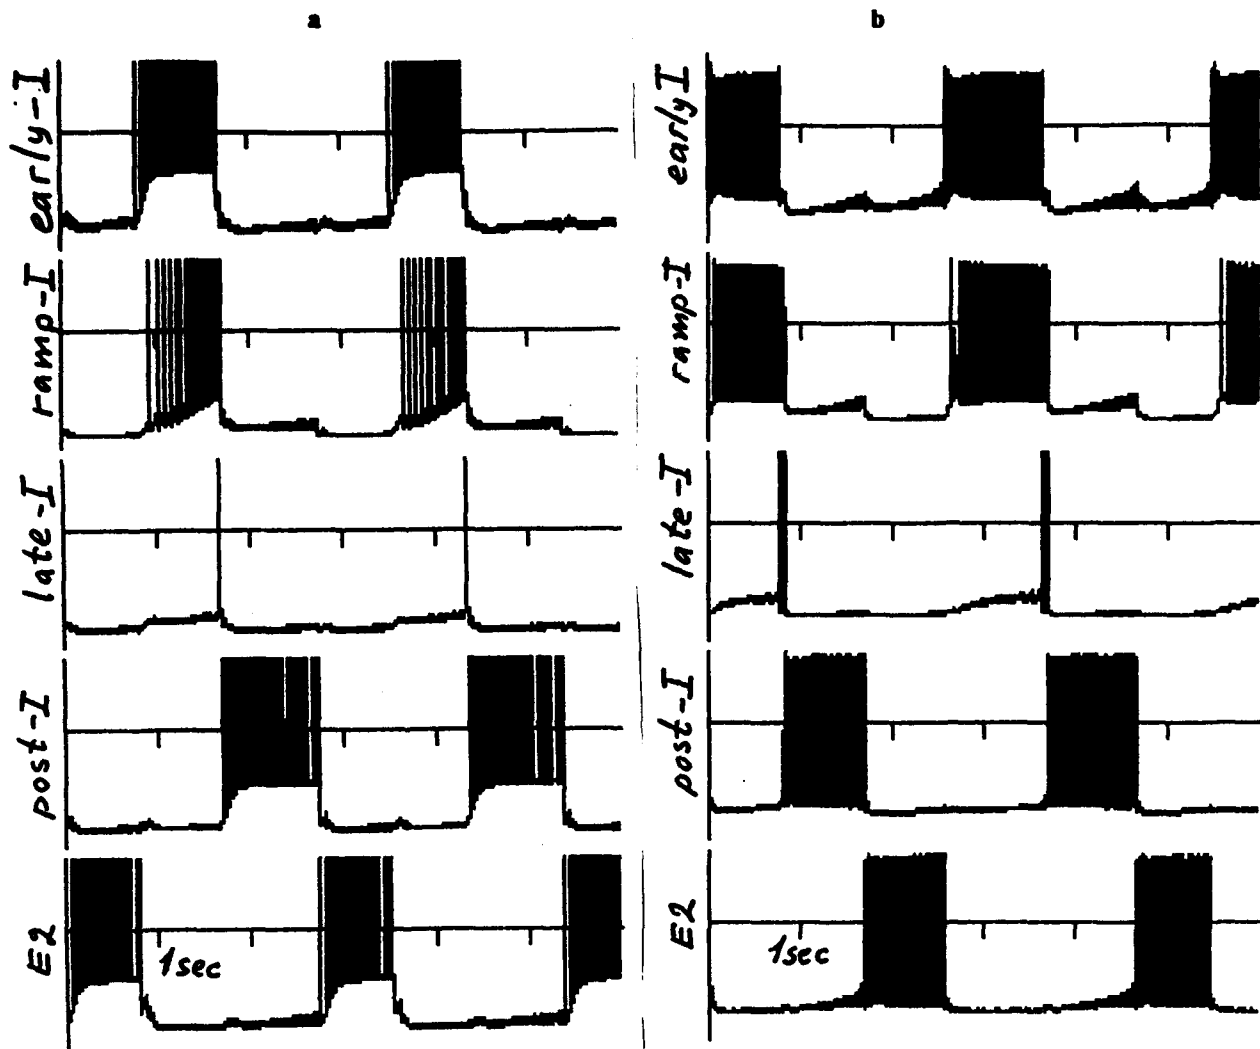 a
early-I
ramp-I
late-I
post-I
E2
1sec
b
early I
ramp-I
late-I
post-I
E2
1sec